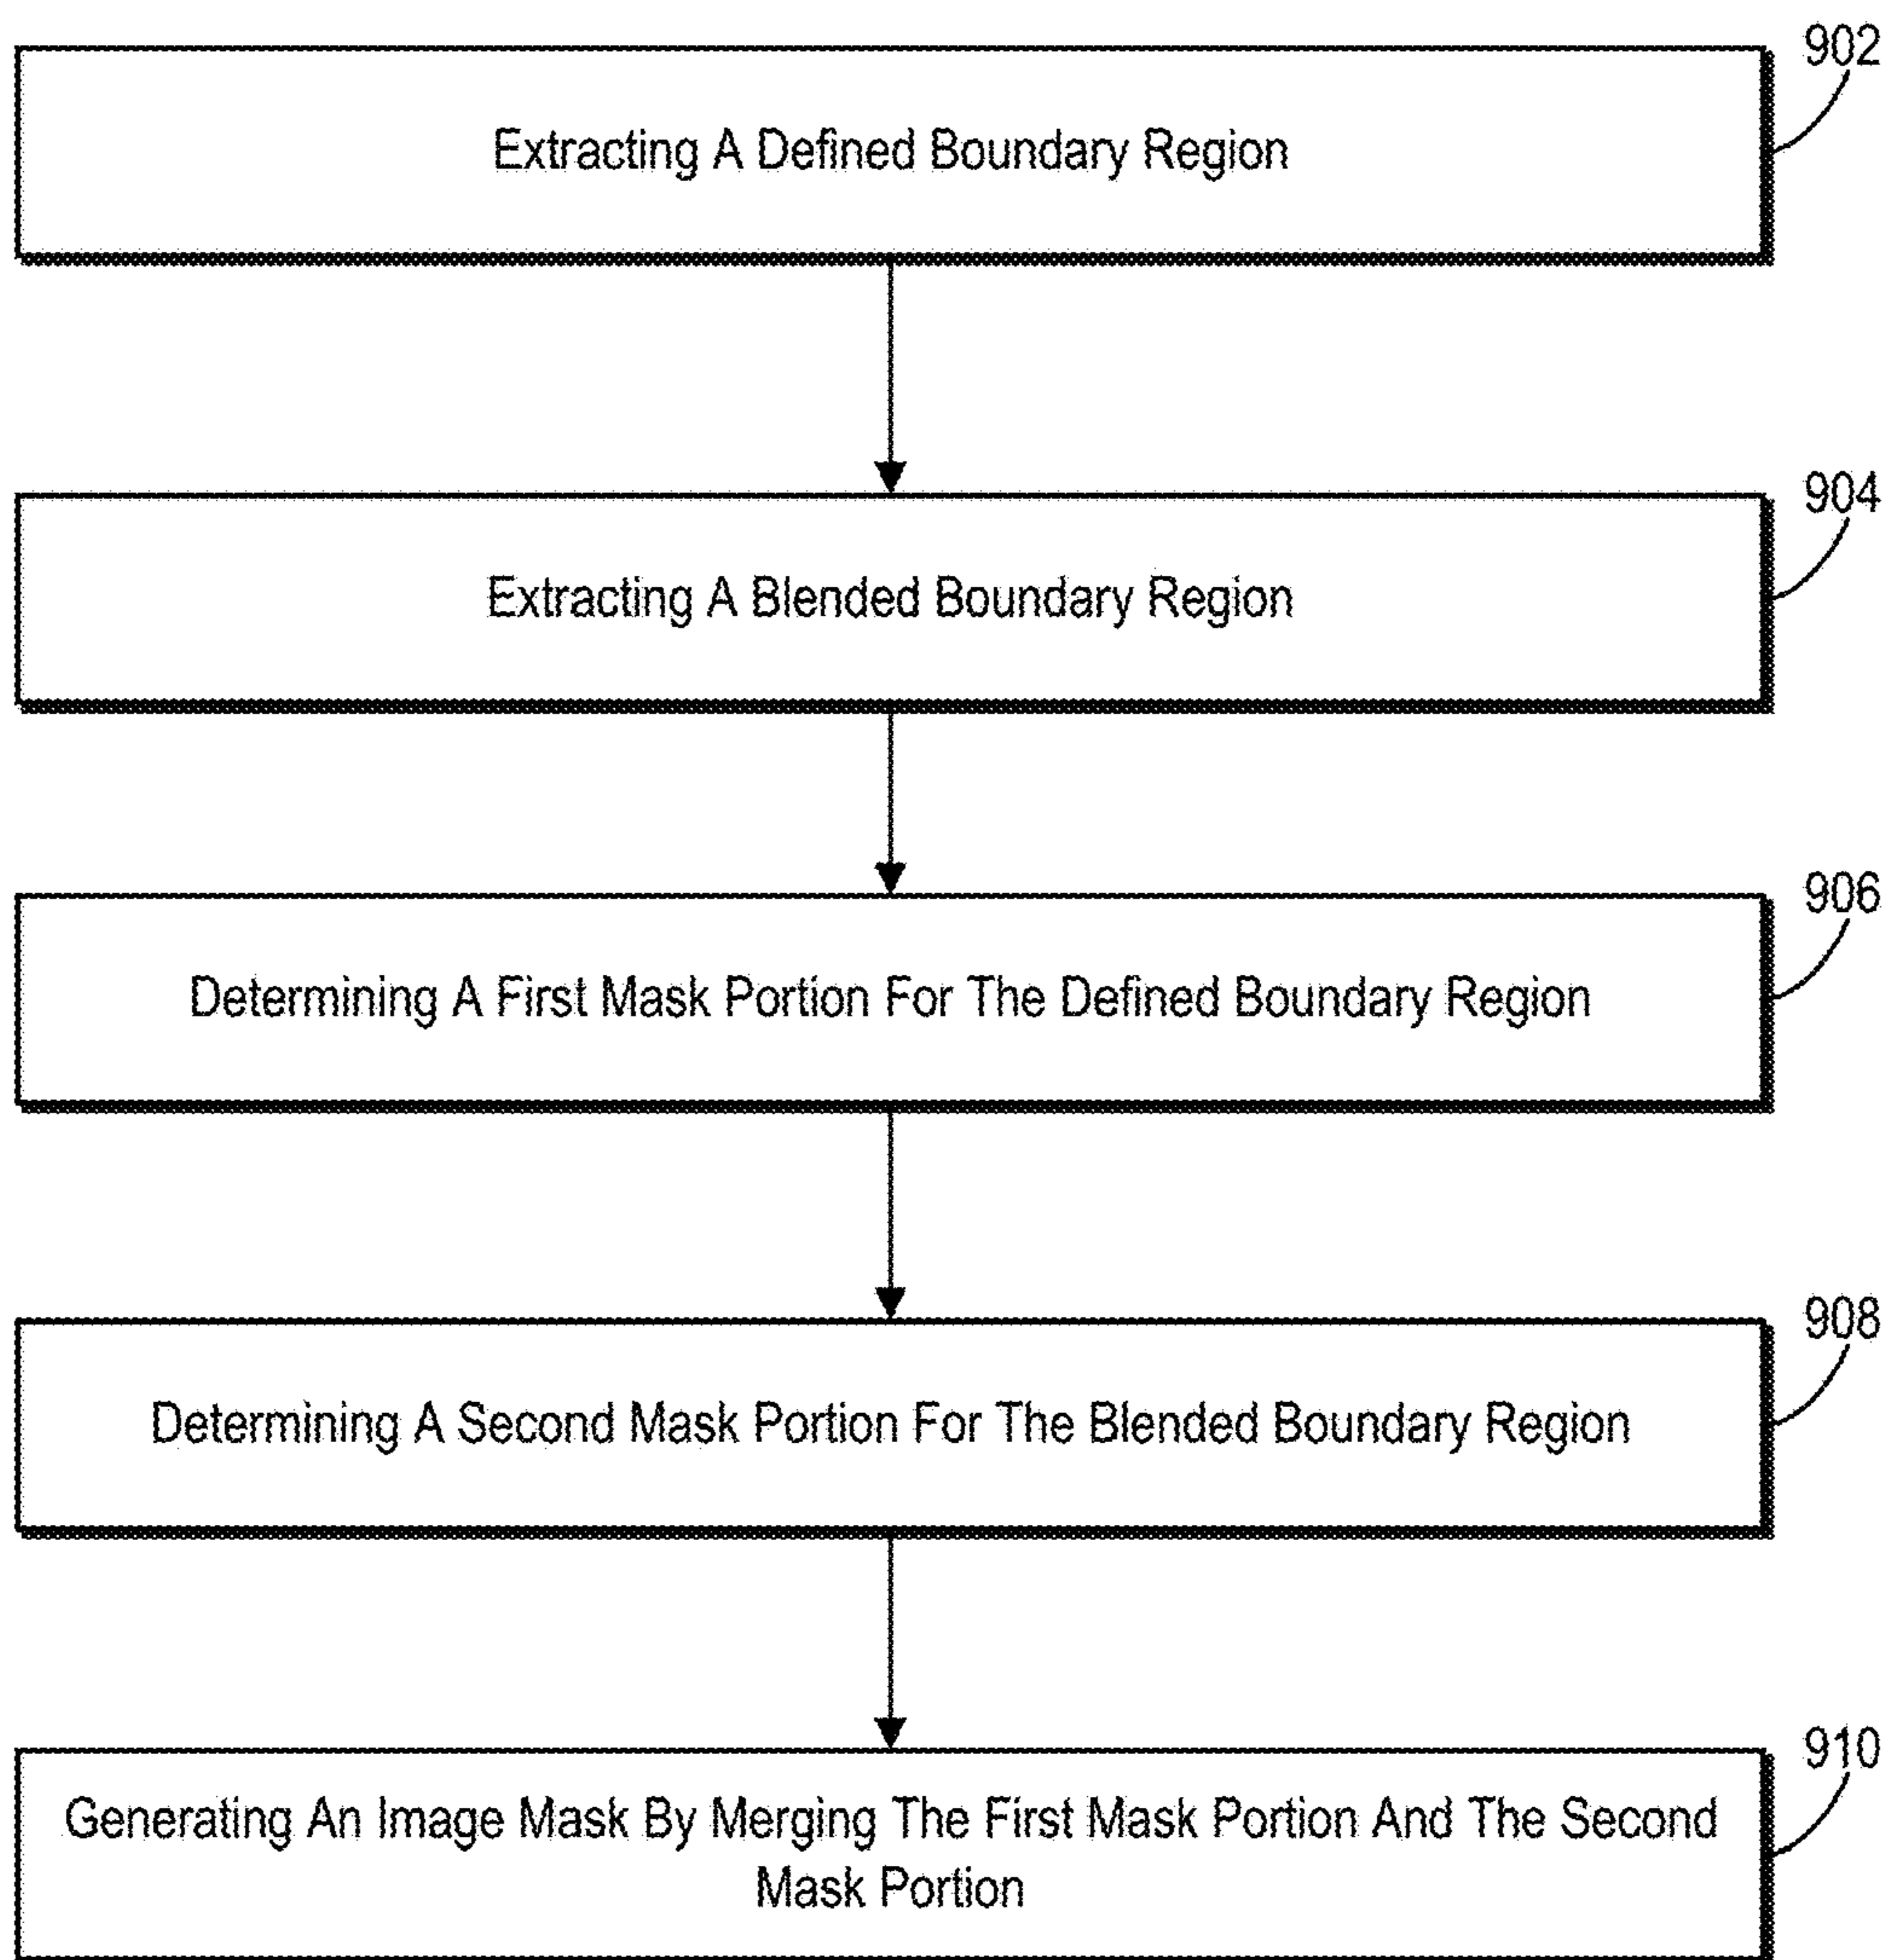 902
Extracting A Defined Boundary Region
904
Extracting A Blended Boundary Region
906
Determining A First Mask Portion For The Defined Boundary Region
908
Determining A Second Mask Portion For The Blended Boundary Region
910
Generating An Image Mask By Merging The First Mask Portion And The Second
Mask Portion